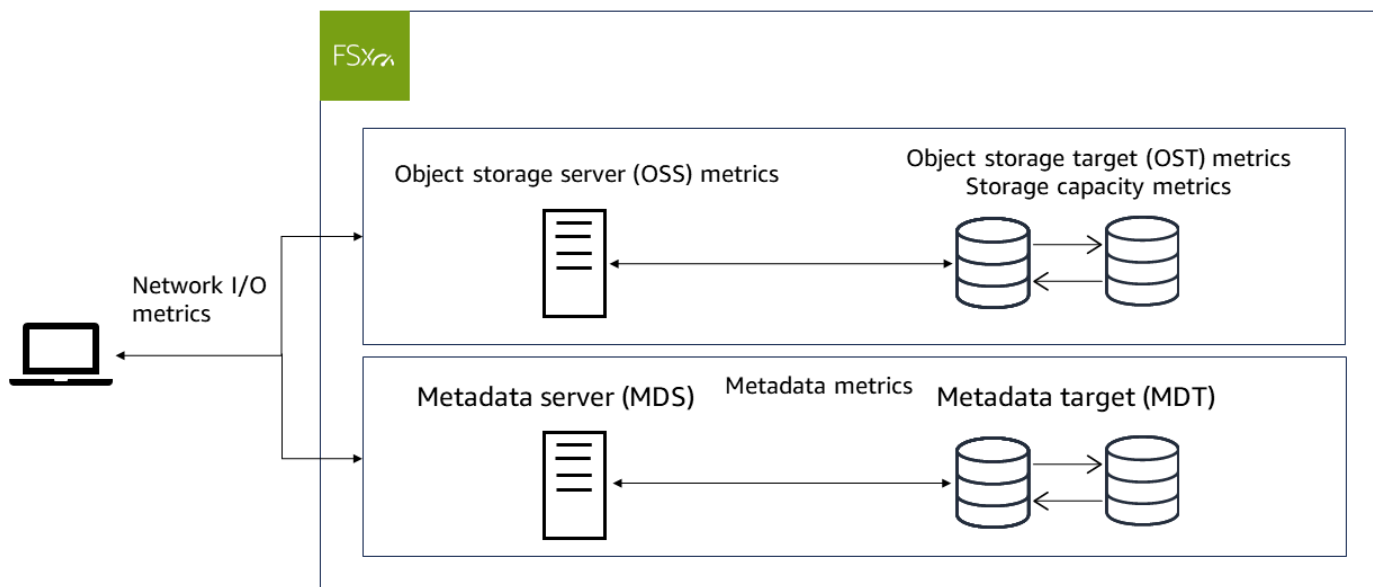 FSx
Object storage server (OSS) metrics
Object storage target (OST) metrics
Storage capacity metrics
Network I/O
metrics
Metadata server (MDS)
Metadata metrics
Metadata target (MDT)